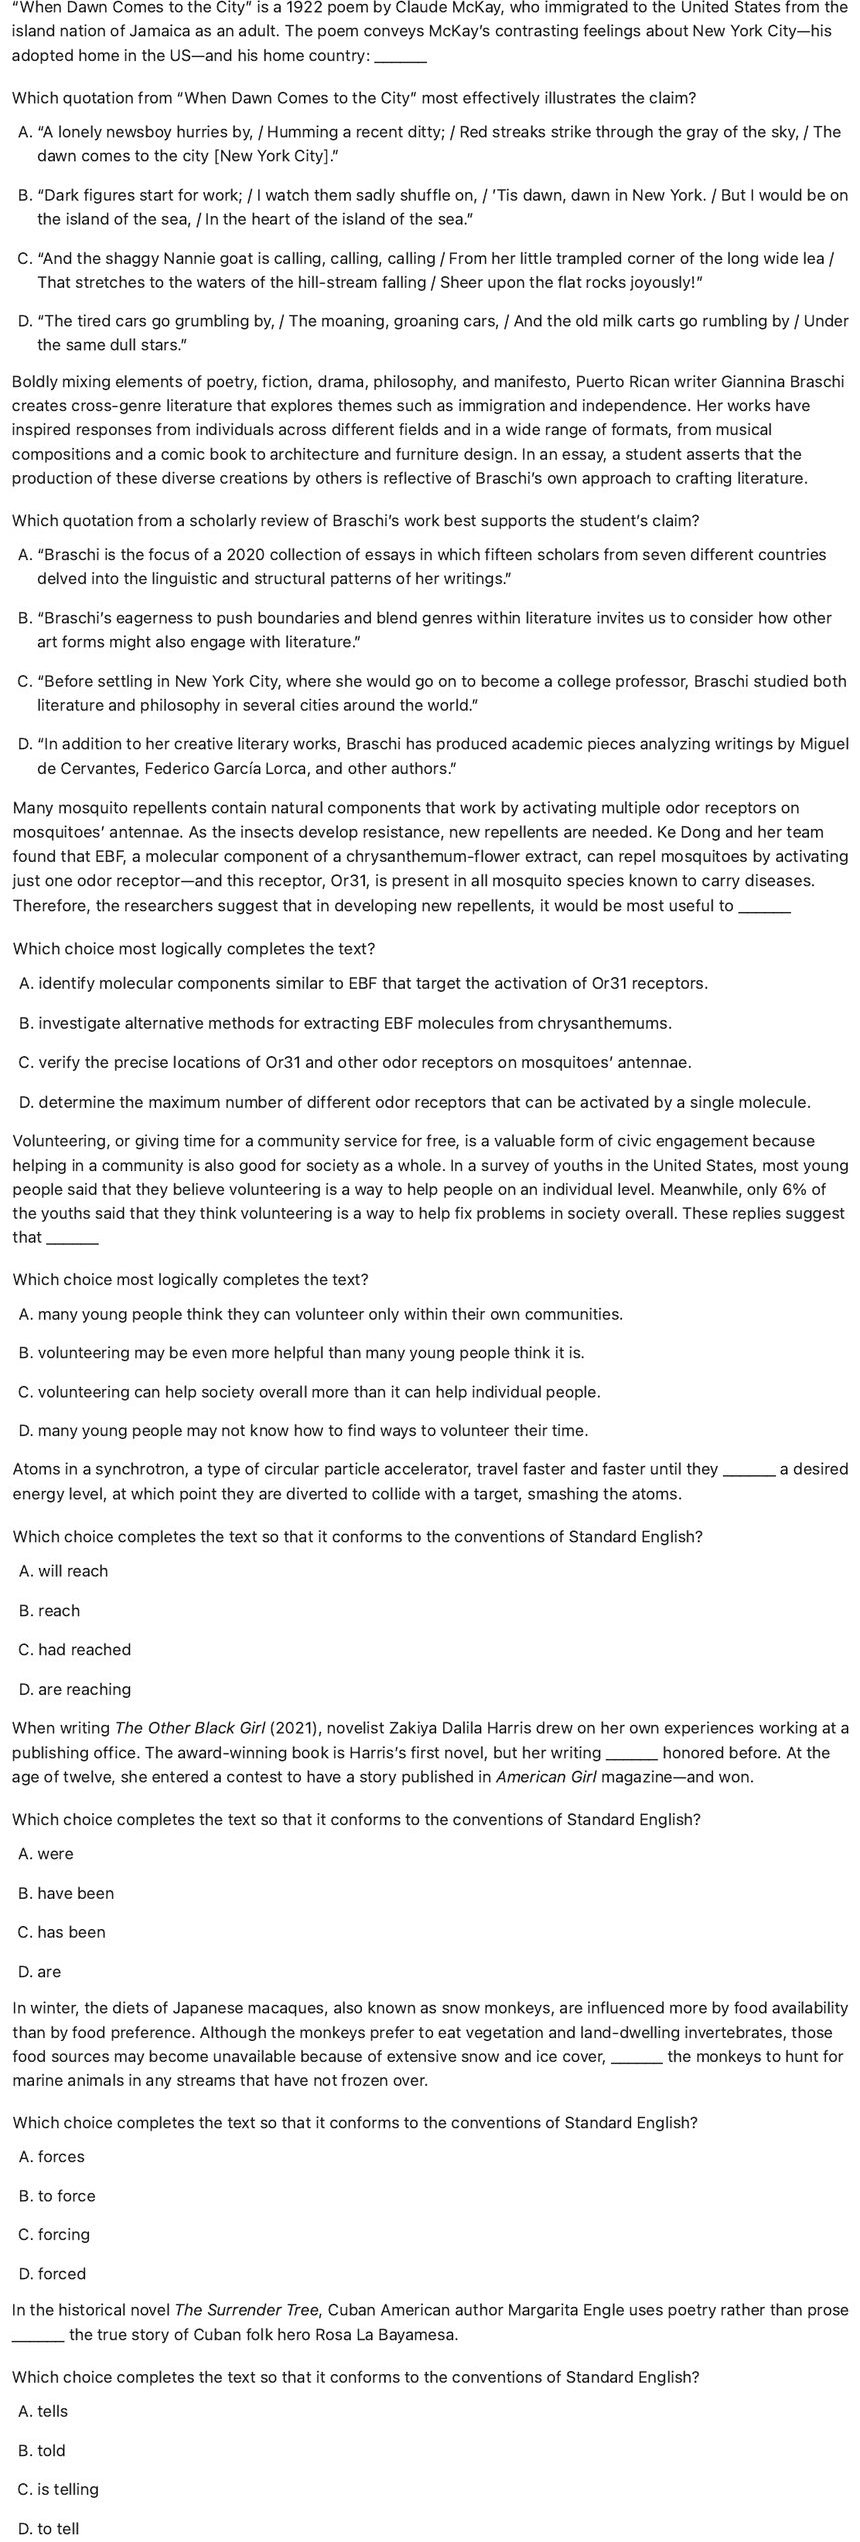 “When Dawn Comes to the City” is a 1922 poem by Claude McKay, who immigrated to the United States from the
island nation of Jamaica as an adult. The poem conveys McKay’s contrasting feelings about New York City—his
adopted home in the US—and his home country: ______
Which quotation from “When Dawn Comes to the City” most effectively illustrates the claim?
A. “A lonely newsboy hurries by, / Humming a recent ditty; / Red streaks strike through the gray of the sky, / The
dawn comes to the city [New York City].”
B. “Dark figures start for work; / I watch them sadly shuffle on, / ’Tis dawn, dawn in New York. / But I would be on
the island of the sea, / In the heart of the island of the sea.”
C. “And the shaggy Nannie goat is calling, calling, calling / From her little trampled corner of the long wide lea /
That stretches to the waters of the hill-stream falling / Sheer upon the flat rocks joyously!”
D. “The tired cars go grumbling by, / The moaning, groaning cars, / And the old milk carts go rumbling by / Under
the same dull stars.”
Boldly mixing elements of poetry, fiction, drama, philosophy, and manifesto, Puerto Rican writer Giannina Braschi
creates cross-genre literature that explores themes such as immigration and independence. Her works have
inspired responses from individuals across different fields and in a wide range of formats, from musical
compositions and a comic book to architecture and furniture design. In an essay, a student asserts that the
production of these diverse creations by others is reflective of Braschi’s own approach to crafting literature.
Which quotation from a scholarly review of Braschi’s work best supports the student’s claim?
A. “Braschi is the focus of a 2020 collection of essays in which fifteen scholars from seven different countries
delved into the linguistic and structural patterns of her writings.”
B. “Braschi’s eagerness to push boundaries and blend genres within literature invites us to consider how other
art forms might also engage with literature.”
C. “Before settling in New York City, where she would go on to become a college professor, Braschi studied both
literature and philosophy in several cities around the world.”
D. “In addition to her creative literary works, Braschi has produced academic pieces analyzing writings by Miguel
de Cervantes, Federico García Lorca, and other authors.”
Many mosquito repellents contain natural components that work by activating multiple odor receptors on
mosquitoes’ antennae. As the insects develop resistance, new repellents are needed. Ke Dong and her team
found that EBF, a molecular component of a chrysanthemum-flower extract, can repel mosquitoes by activating
just one odor receptor—and this receptor, Or31, is present in all mosquito species known to carry diseases.
Therefore, the researchers suggest that in developing new repellents, it would be most useful to ______
Which choice most logically completes the text?
A. identify molecular components similar to EBF that target the activation of Or31 receptors.
B. investigate alternative methods for extracting EBF molecules from chrysanthemums.
C. verify the precise locations of Or31 and other odor receptors on mosquitoes’ antennae.
D. determine the maximum number of different odor receptors that can be activated by a single molecule.
Volunteering, or giving time for a community service for free, is a valuable form of civic engagement because
helping in a community is also good for society as a whole. In a survey of youths in the United States, most young
people said that they believe volunteering is a way to help people on an individual level. Meanwhile, only 6% of
the youths said that they think volunteering is a way to help fix problems in society overall. These replies suggest
that ______
Which choice most logically completes the text?
A. many young people think they can volunteer only within their own communities.
B. volunteering may be even more helpful than many young people think it is.
C. volunteering can help society overall more than it can help individual people.
D. many young people may not know how to find ways to volunteer their time.
Atoms in a synchrotron, a type of circular particle accelerator, travel faster and faster until they ______ a desired
energy level, at which point they are diverted to collide with a target, smashing the atoms.
Which choice completes the text so that it conforms to the conventions of Standard English?
A. will reach
B. reach
C. had reached
D. are reaching
When writing The Other Black Girl (2021), novelist Zakiya Dalila Harris drew on her own experiences working at a
publishing office. The award-winning book is Harris’s first novel, but her writing ______ honored before. At the
age of twelve, she entered a contest to have a story published in American Girl magazine—and won.
Which choice completes the text so that it conforms to the conventions of Standard English?
A. were
B. have been
C. has been
D. are
In winter, the diets of Japanese macaques, also known as snow monkeys, are influenced more by food availability
than by food preference. Although the monkeys prefer to eat vegetation and land-dwelling invertebrates, those
food sources may become unavailable because of extensive snow and ice cover, ______ the monkeys to hunt for
marine animals in any streams that have not frozen over.
Which choice completes the text so that it conforms to the conventions of Standard English?
A. forces
B. to force
C. forcing
D. forced
In the historical novel The Surrender Tree, Cuban American author Margarita Engle uses poetry rather than prose
______ the true story of Cuban folk hero Rosa La Bayamesa.
Which choice completes the text so that it conforms to the conventions of Standard English?
A. tells
B. told
C. is telling
D. to tell